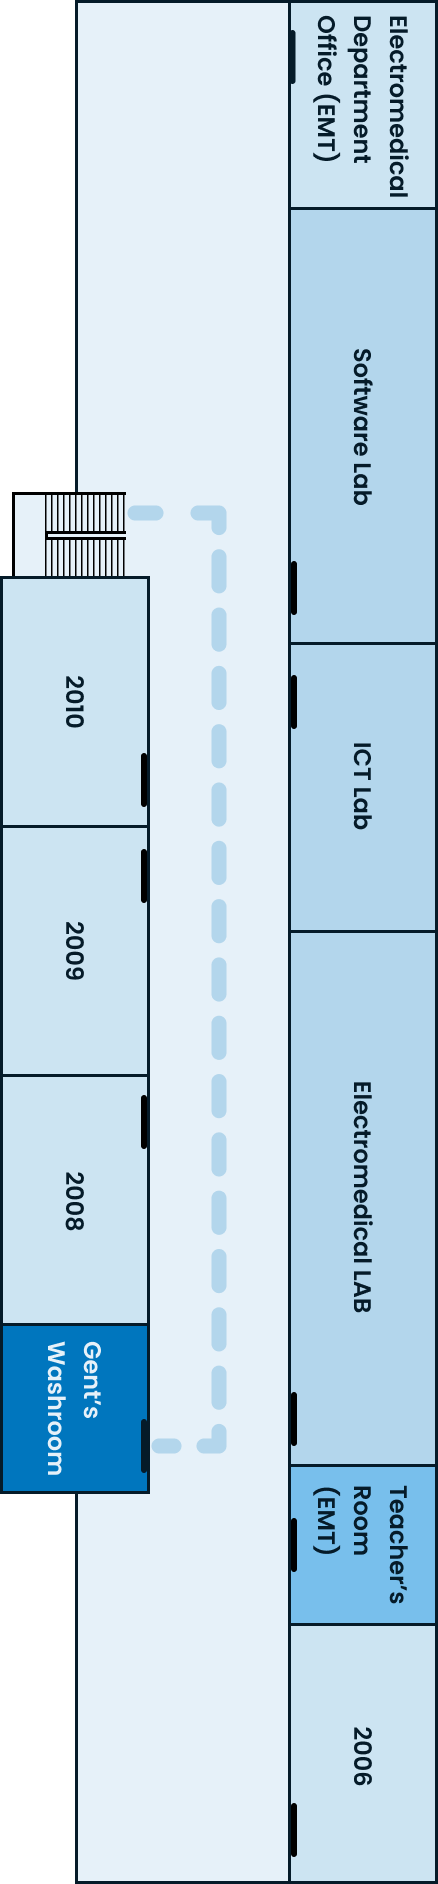 Electromedical
Department
Office (EMT)
Software Lab
ICT Lab
Electromedical LAB
Teacher's
Room
(EMT)
2006
2010
2009
2008
Gent's
Washroom